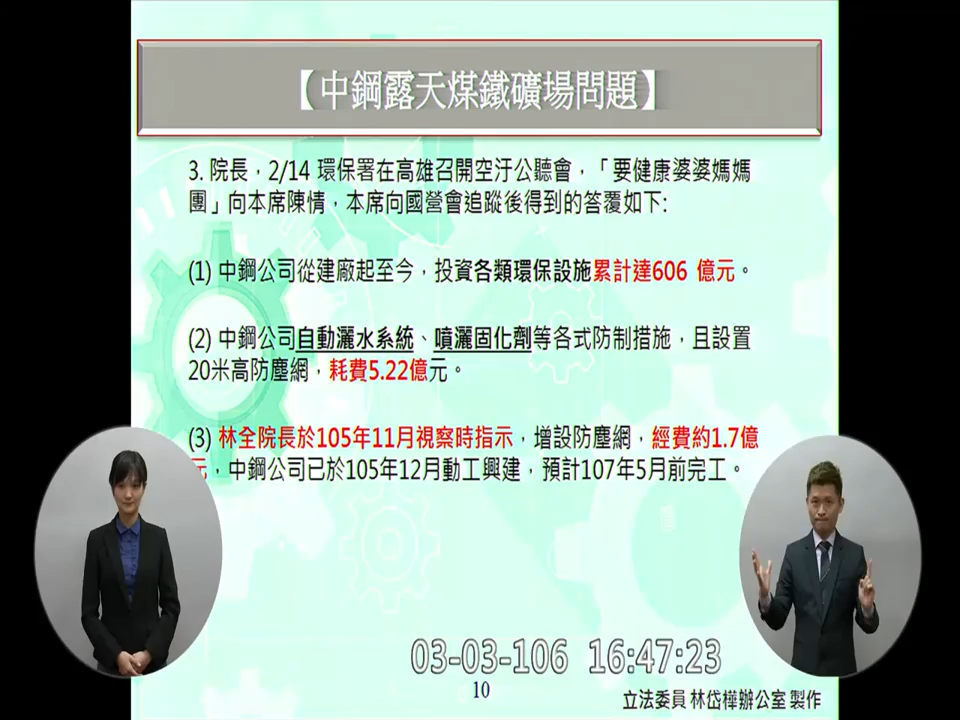 【中鋼露天煤鐵礦場問題】
3. 院長，2/14 環保署在高雄召開空汙公聽會，「要健康婆婆媽媽
團」向本席陳情，本席向國營會追蹤後得到的答覆如下:
(1) 中鋼公司從建廠起至今，投資各類環保設施累計達606 億元。
(2) 中鋼公司自動灑水系統、噴灑固化劑等各式防制措施，且設置
20米高防塵網，耗費5.22億元。
(3) 林全院長於105年11月視察時指示，增設防塵網，經費約1.7億
元，中鋼公司已於105年12月動工興建，預計107年5月前完工。
03-03-106 16:47:23
10
立法委員 林岱樺辦公室 製作